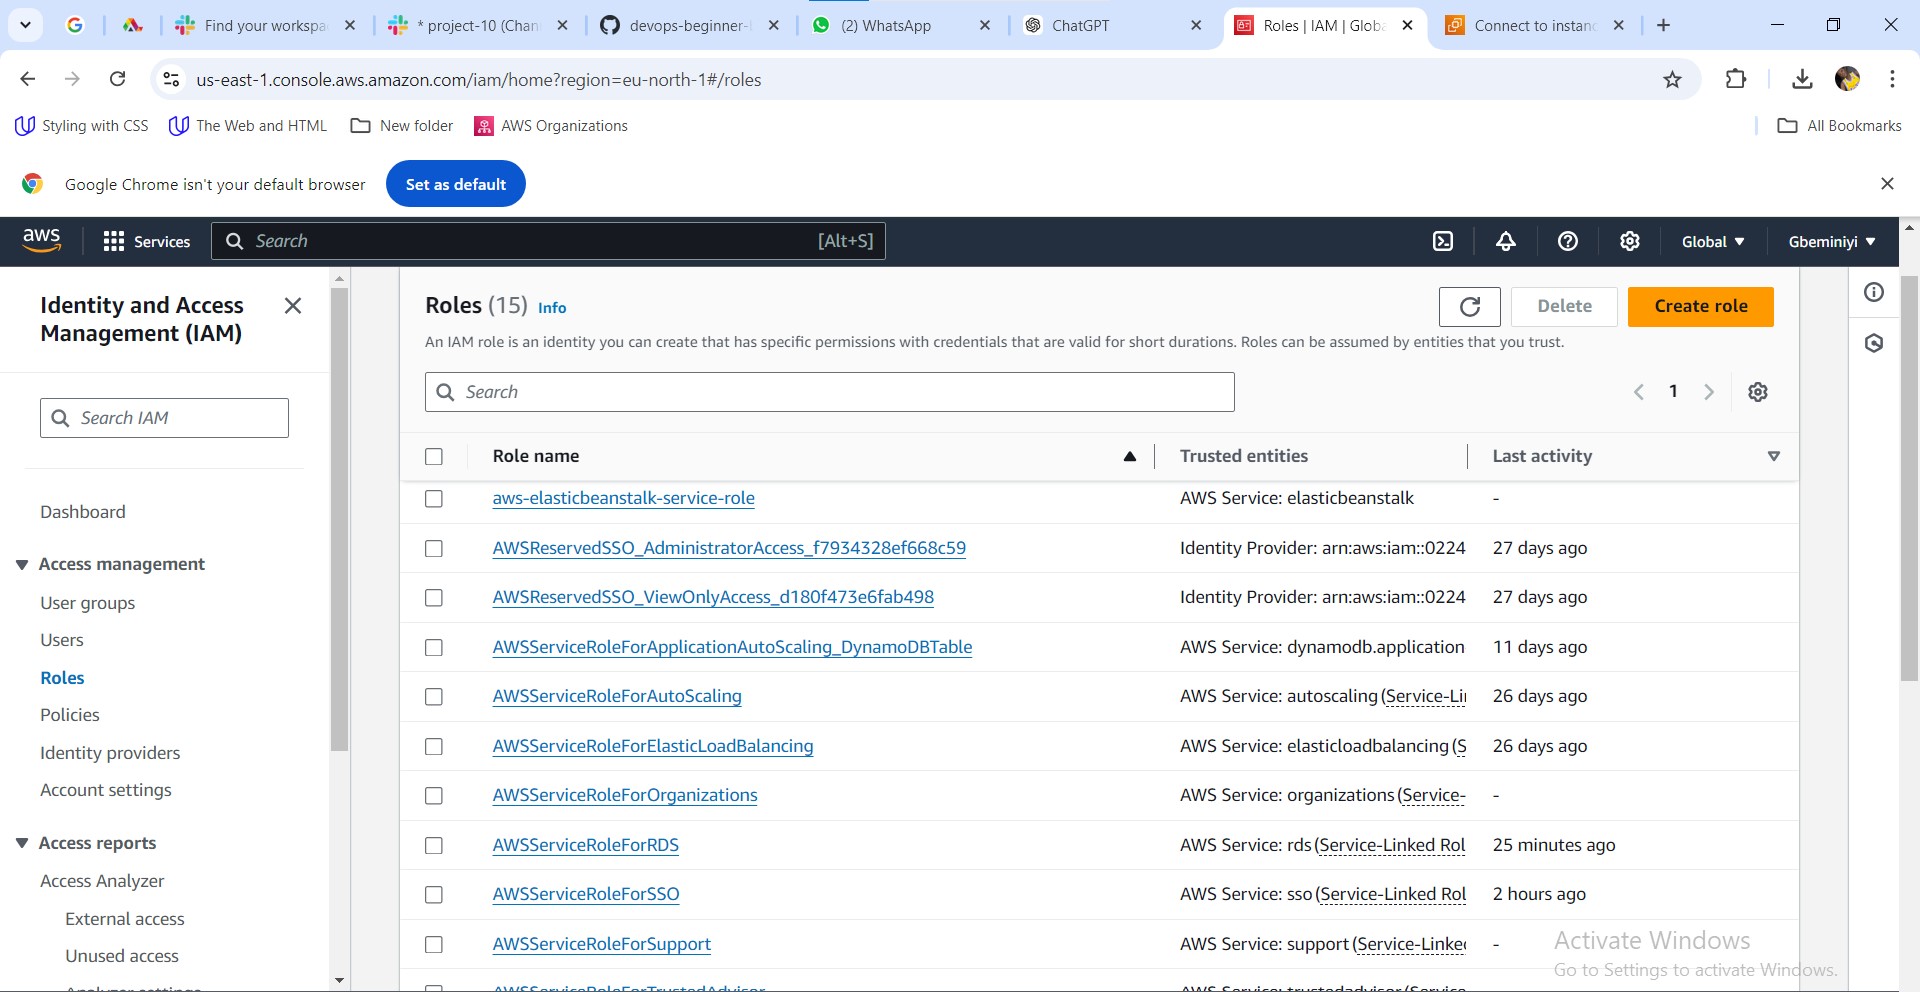 Find your workspa
* project-10 (Chan
devops-beginner-
(2) WhatsApp
ChatGPT
Roles | IAM | Globa
Connect to instanc
us-east-1.console.aws.amazon.com/iam/home?region=eu-north-1#/roles
Styling with CSS
The Web and HTML
New folder
AWS Organizations
All Bookmarks
Google Chrome isn't your default browser
Set as default
aws
Services
Search
[Alt+S]
Global
Gbeminiyi
Identity and Access
Management (IAM)
Search IAM
Dashboard
Access management
User groups
Users
Roles
Policies
Identity providers
Account settings
Access reports
Access Analyzer
External access
Unused access
Roles (15) Info
Delete
Create role
An IAM role is an identity you can create that has specific permissions with credentials that are valid for short durations. Roles can be assumed by entities that you trust.
Search
1
Role name Trusted entities Last activity
aws-elasticbeanstalk-service-role AWS Service: elasticbeanstalk -
AWSReservedSSO_AdministratorAccess_f7934328ef668c59 Identity Provider: arn:aws:iam::0224 27 days ago
AWSReservedSSO_ViewOnlyAccess_d180f473e6fab498 Identity Provider: arn:aws:iam::0224 27 days ago
AWSServiceRoleForApplicationAutoScaling_DynamoDBTable AWS Service: dynamodb.application 11 days ago
AWSServiceRoleForAutoScaling AWS Service: autoscaling (Service-Li 26 days ago
AWSServiceRoleForElasticLoadBalancing AWS Service: elasticloadbalancing (S 26 days ago
AWSServiceRoleForOrganizations AWS Service: organizations (Service- -
AWSServiceRoleForRDS AWS Service: rds (Service-Linked Rol 25 minutes ago
AWSServiceRoleForSSO AWS Service: sso (Service-Linked Rol 2 hours ago
AWSServiceRoleForSupport AWS Service: support (Service-Linke -
AWSServiceRoleForTrustedAdvisor AWS Service: trustedadvisor (Service
Activate Windows
Go to Settings to activate Windows.